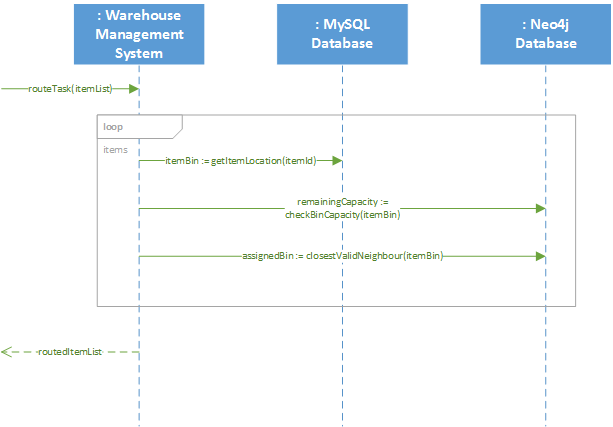 : Warehouse
Management
System
: MySQL
Database
: Neo4j
Database
routeTask(itemList)
loop
items
itemBin := getItemLocation(itemId)
remainingCapacity :=
checkBinCapacity(itemBin)
assignedBin := closestValidNeighbour(itemBin)
routedItemList